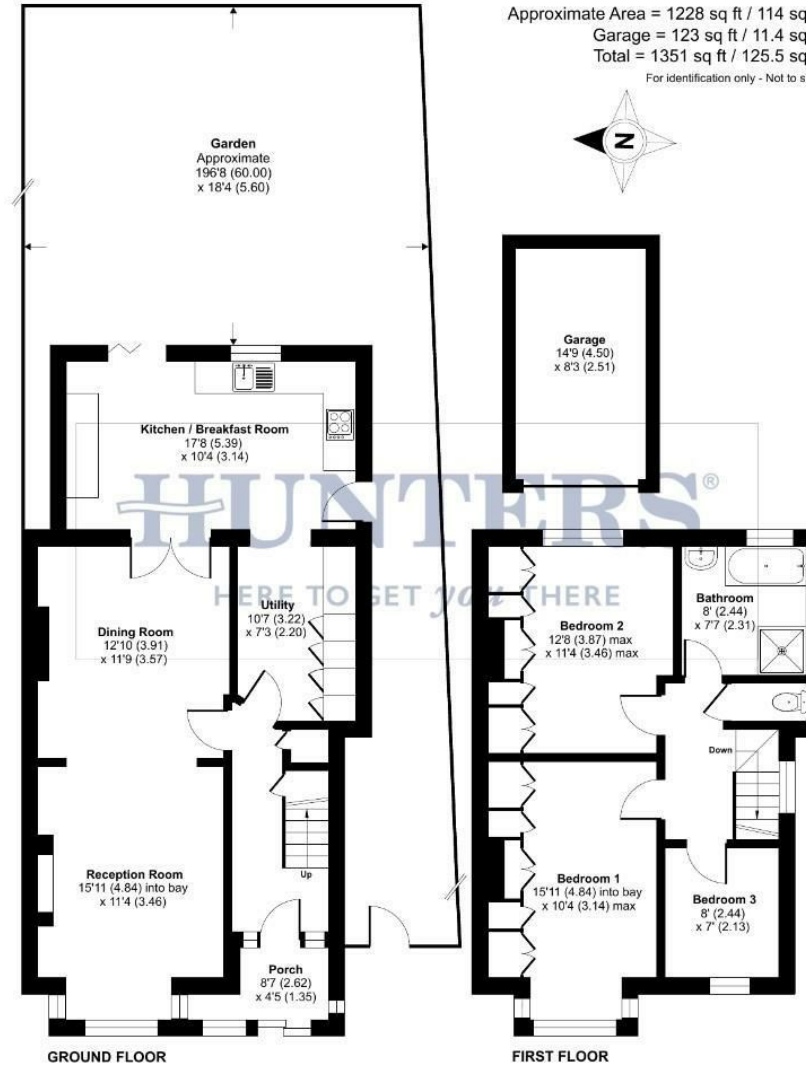 Approximate Area = 1228 sq ft / 114 sq
Garage = 123 sq ft / 11.4 sq
Total = 1351 sq ft / 125.5 sq
For identification only - Not to s
N
Garden
Approximate
196'8 (60.00)
x 18'4 (5.60)
Garage
14'9 (4.50)
x 8'3 (2.51)
Kitchen / Breakfast Room
17'8 (5.39)
x 10'4 (3.14)
HUNTERS®
HERE TO GET you THERE
Utility
10'7 (3.22)
x 7'3 (2.20)
Dining Room
12'10 (3.91)
x 11'9 (3.57)
Bedroom 2
12'8 (3.87) max
x 11'4 (3.46) max
Bathroom
8' (2.44)
x 7'7 (2.31)
Down
Up
Reception Room
15'11 (4.84) into bay
x 11'4 (3.46)
Bedroom 1
15'11 (4.84) into bay
x 10'4 (3.14) max
Bedroom 3
8' (2.44)
x 7' (2.13)
Porch
8'7 (2.62)
x 4'5 (1.35)
GROUND FLOOR
FIRST FLOOR